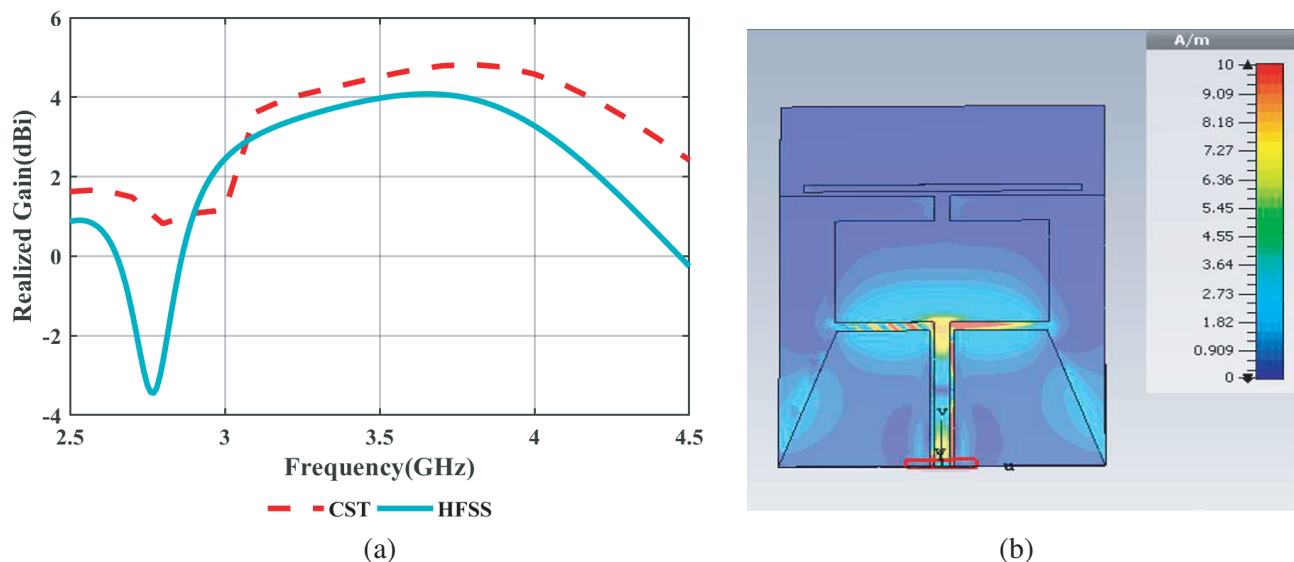 6
4
2
0
-2
-4
Realized Gain(dBi)
2.5 3 3.5 4 4.5
Frequency(GHz)
CST HFSS
(a)
A/m
10
9.09
8.18
7.27
6.36
5.45
4.55
3.64
2.73
1.82
0.909
0
v
u
(b)